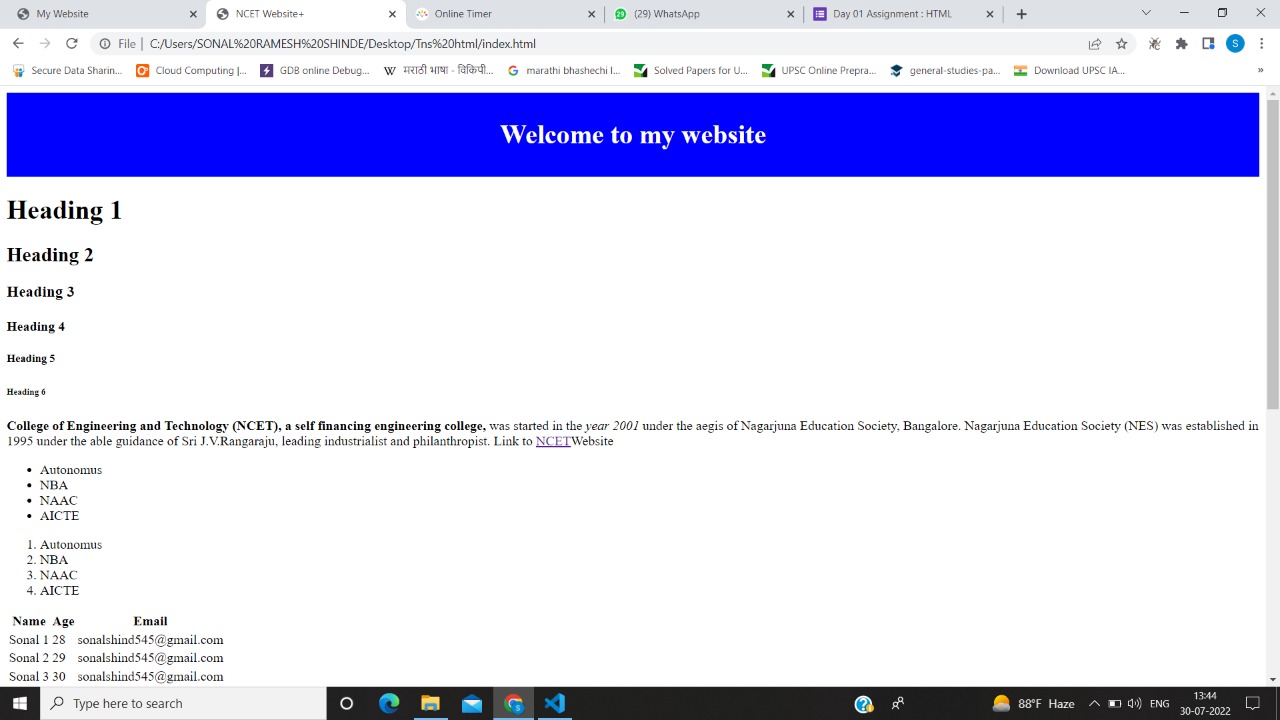 My Website
NCET Website+
Online Timer
(29) WhatsApp
Day 01 Assignment : HTML
File | C:/Users/SONAL%20RAMESH%20SHINDE/Desktop/Tns%20html/index.html
S
Secure Data Sharin...
Cloud Computing |...
GDB online Debug...
W मराठी भाषा - विकिपी...
marathi bhashechi I...
Solved Papers for U...
UPSC Online Prepra...
general-studies-pa...
Download UPSC IA...
»
Welcome to my website
Heading 1
Heading 2
Heading 3
Heading 4
Heading 5
Heading 6
College of Engineering and Technology (NCET), a self financing engineering college, was started in the year 2001 under the aegis of Nagarjuna Education Society, Bangalore. Nagarjuna Education Society (NES) was established in
1995 under the able guidance of Sri J.V.Rangaraju, leading industrialist and philanthropist. Link to NCETWebsite
• Autonomus
• NBA
• NAAC
• AICTE
1. Autonomus
2. NBA
3. NAAC
4. AICTE
Name Age Email
Sonal 1 28 sonalshind545@gmail.com
Sonal 2 29 sonalshind545@gmail.com
Sonal 3 30 sonalshind545@gmail.com
Type here to search
88°F Haze
ENG
13:44
30-07-2022